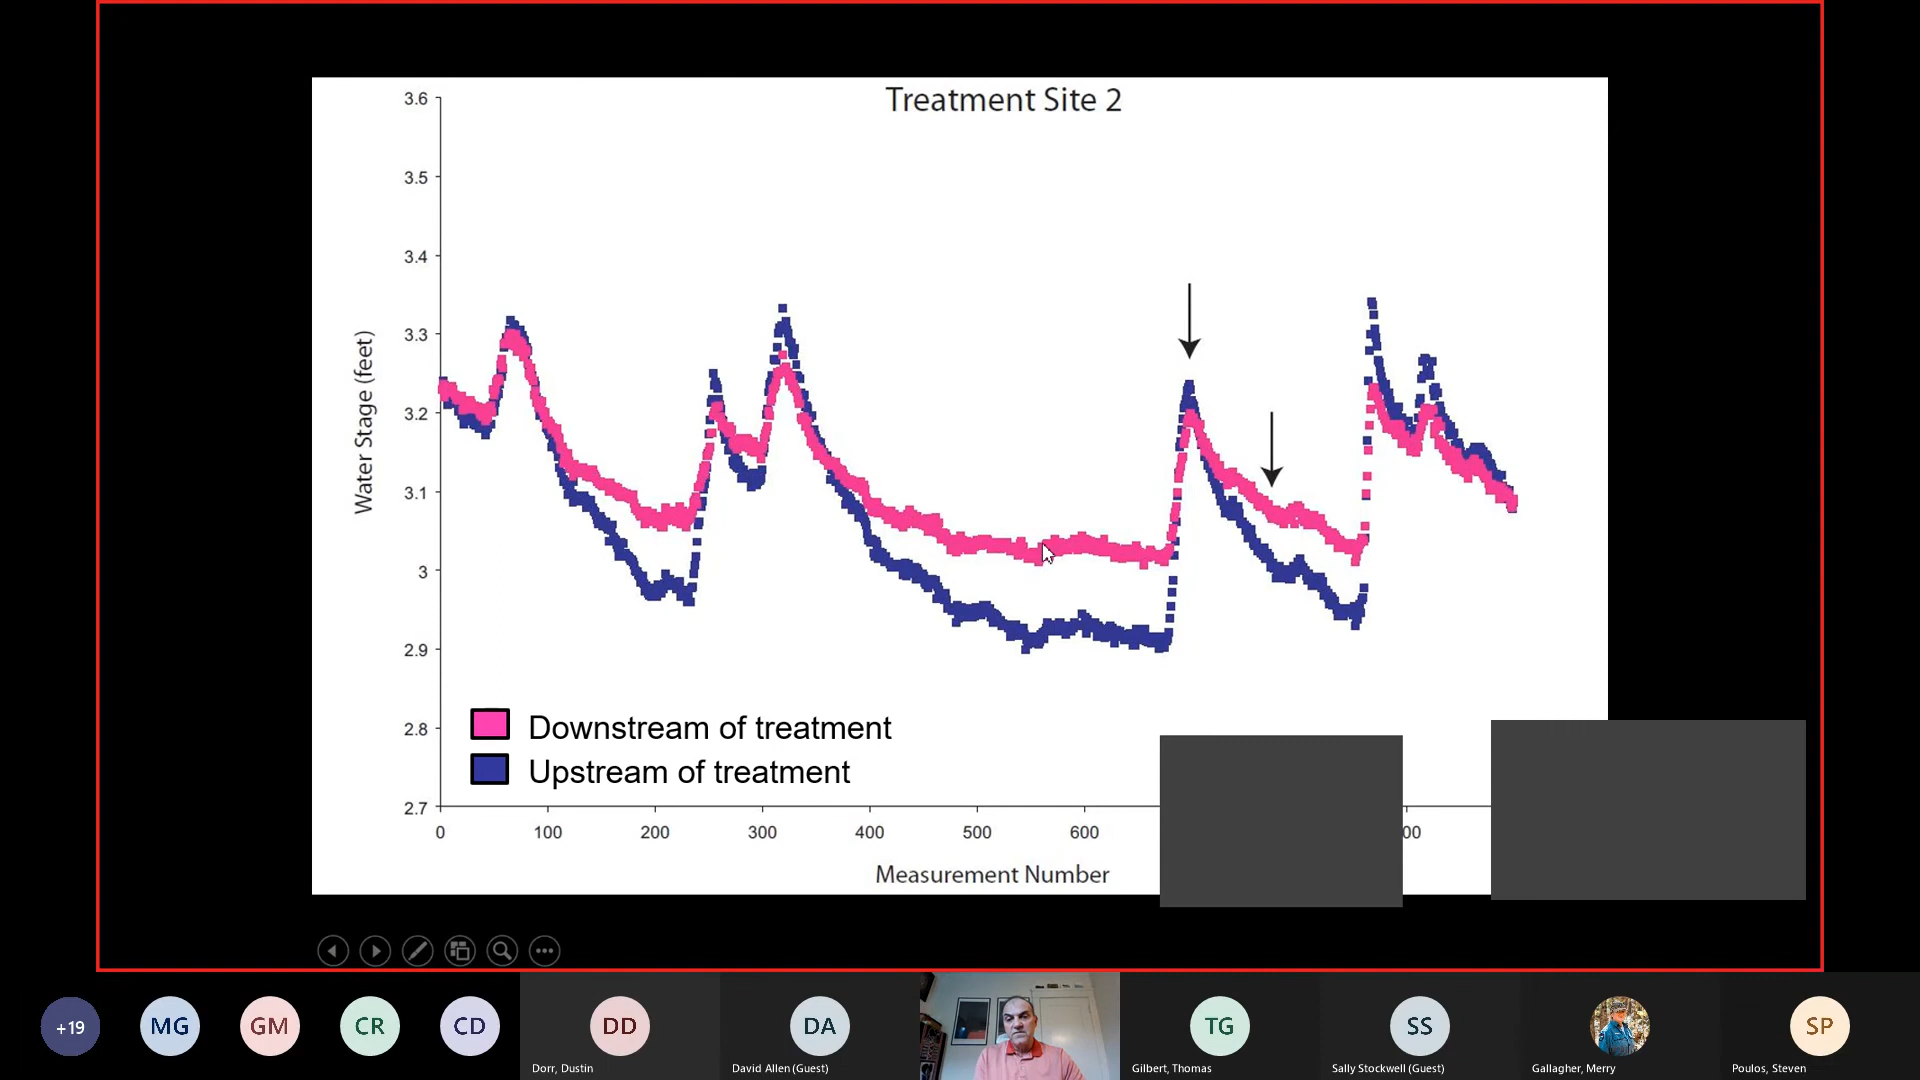 Treatment Site 2
3.6
3.5
3.4
3.3
3.2
3.1
3
2.9
2.8
2.7
Water Stage (feet)
Downstream of treatment
Upstream of treatment
0 100 200 300 400 500 600 00
Measurement Number
+19 MG GM CR CD DD DA TG SS SP
Dorr, Dustin David Allen (Guest) Gilbert, Thomas Sally Stockwell (Guest) Gallagher, Merry Poulos, Steven